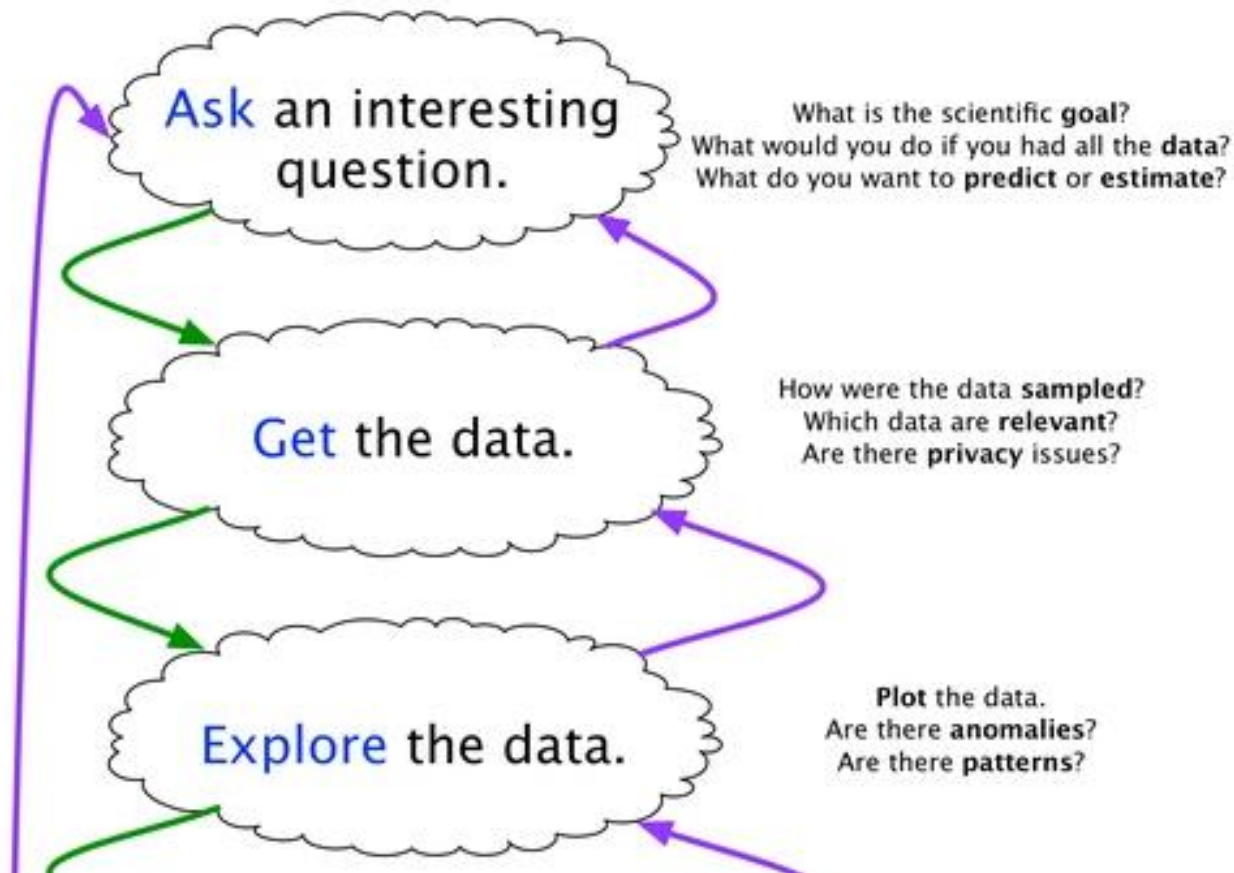 Ask an interesting
question.
What is the scientific goal?
What would you do if you had all the data?
What do you want to predict or estimate?
Get the data.
How were the data sampled?
Which data are relevant?
Are there privacy issues?
Explore the data.
Plot the data.
Are there anomalies?
Are there patterns?